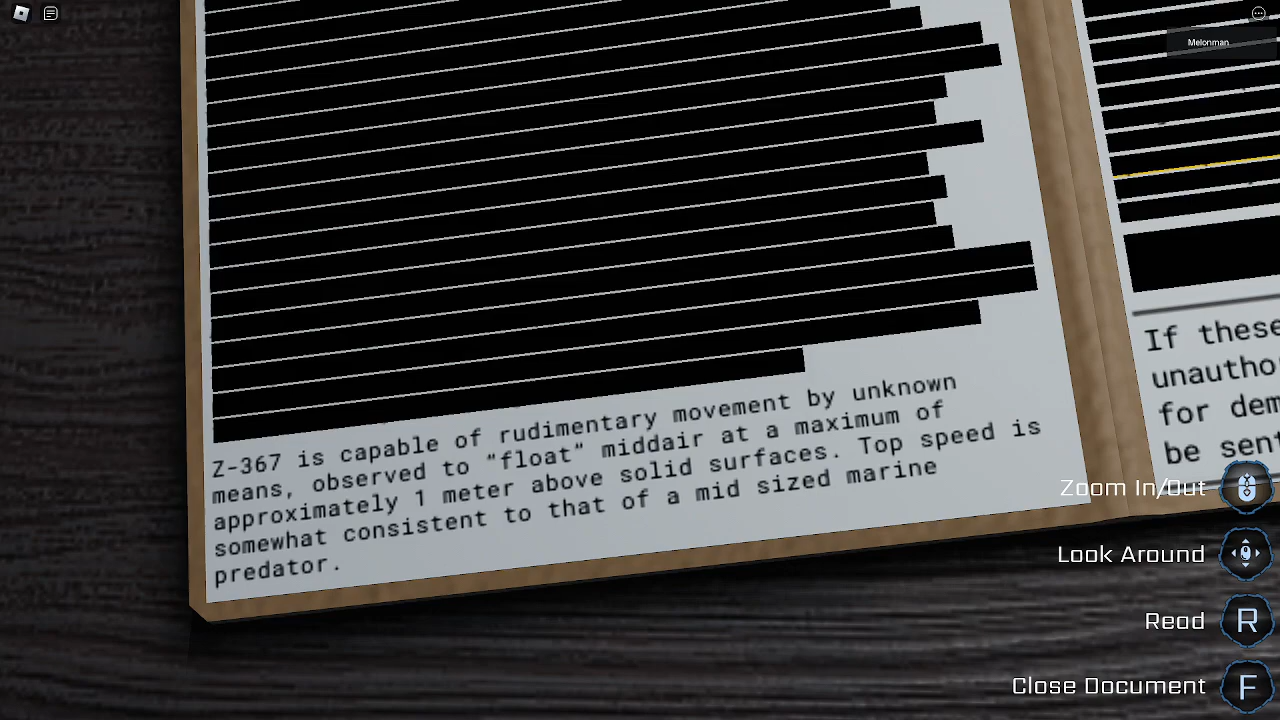 Melonman
Z-367 is capable of rudimentary movement by unknown
means, observed to "float" middair at a maximum of
approximately 1 meter above solid surfaces. Top speed is
somewhat consistent to that of a mid sized marine
predator.
If these
unautho
for dem
be sent
Zoom In/Out
Look Around
Read
R
Close Document
F